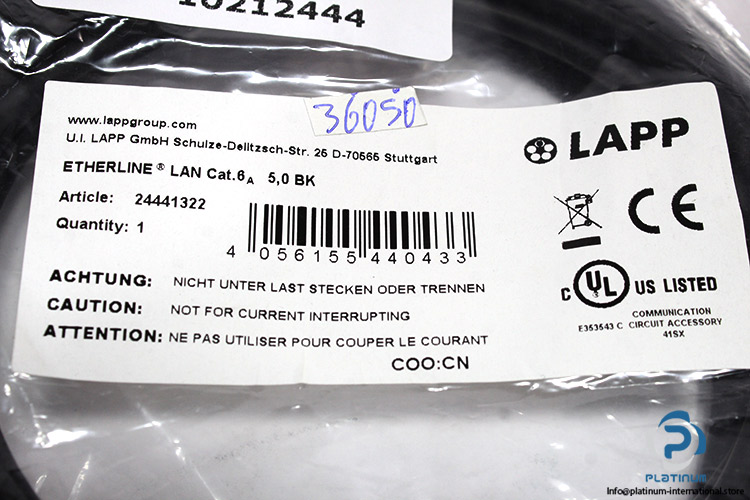 10212444
36050
www.lappgroup.com
U.I. LAPP GmbH Schulze-Delitzsch-Str. 25 D-70565 Stuttgart
ETHERLINE® LAN Cat.6A 5,0 BK
Article: 24441322
Quantity: 1
4 056155 440433
ACHTUNG: NICHT UNTER LAST STECKEN ODER TRENNEN
CAUTION: NOT FOR CURRENT INTERRUPTING
ATTENTION: NE PAS UTILISER POUR COUPER LE COURANT
COO:CN
LAPP
CE
C UL US LISTED
COMMUNICATION
E353543 C CIRCUIT ACCESSORY
41SX
PLATINUM
Info@platinum-international.store